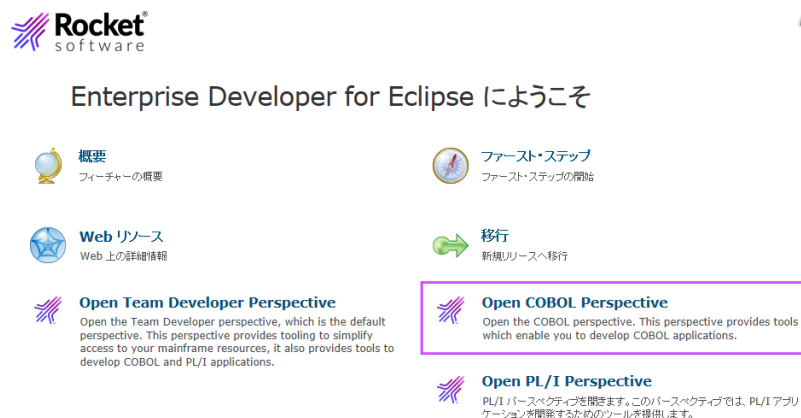 Rocket®
software
Enterprise Developer for Eclipse にようこそ
概要
フィーチャーの概要
ファースト・ステップ
ファースト・ステップの開始
Web リソース
Web 上の詳細情報
移行
新規リリースへ移行
Open Team Developer Perspective
Open the Team Developer perspective, which is the default
perspective. This perspective provides tooling to simplify
access to your mainframe resources, it also provides tools to
develop COBOL and PL/I applications.
Open COBOL Perspective
Open the COBOL perspective. This perspective provides tools
which enable you to develop COBOL applications.
Open PL/I Perspective
PL/I パースペクティブを開きます。このパースペクティブでは、PL/I アプリ
ケーションを開発するためのツールを提供します。